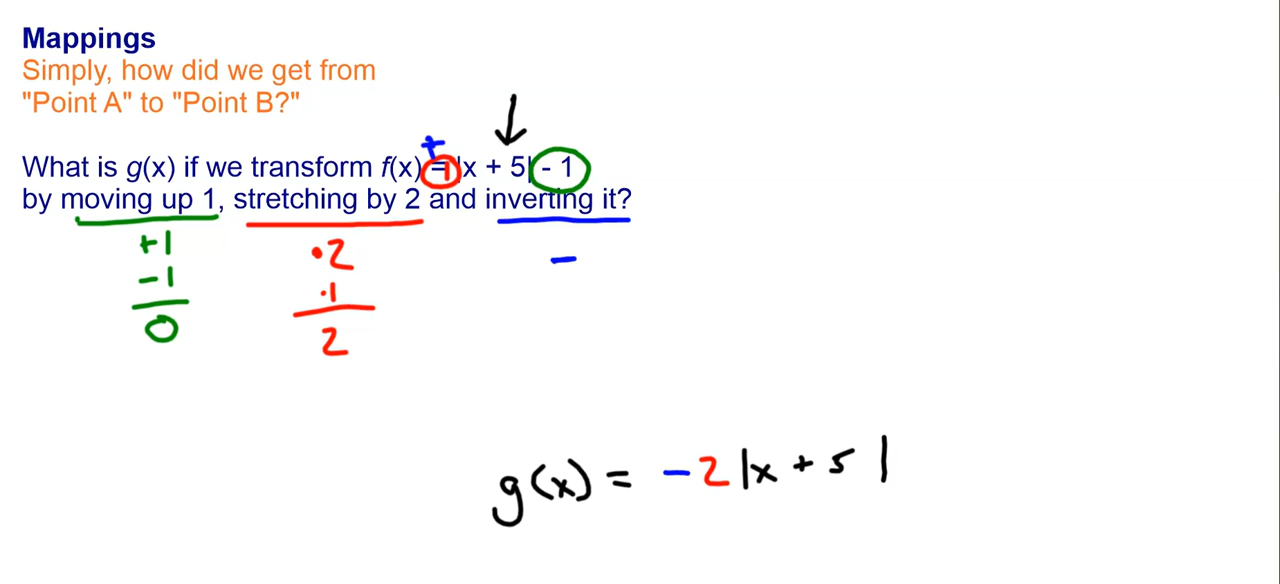 Mappings
Simply, how did we get from
"Point A" to "Point B?"
+
What is g(x) if we transform f(x) = 1|x + 5| - 1
by moving up 1, stretching by 2 and inverting it?
+1 ·2 -
-1 ·1
0 2
g(x) = -2|x + 5|